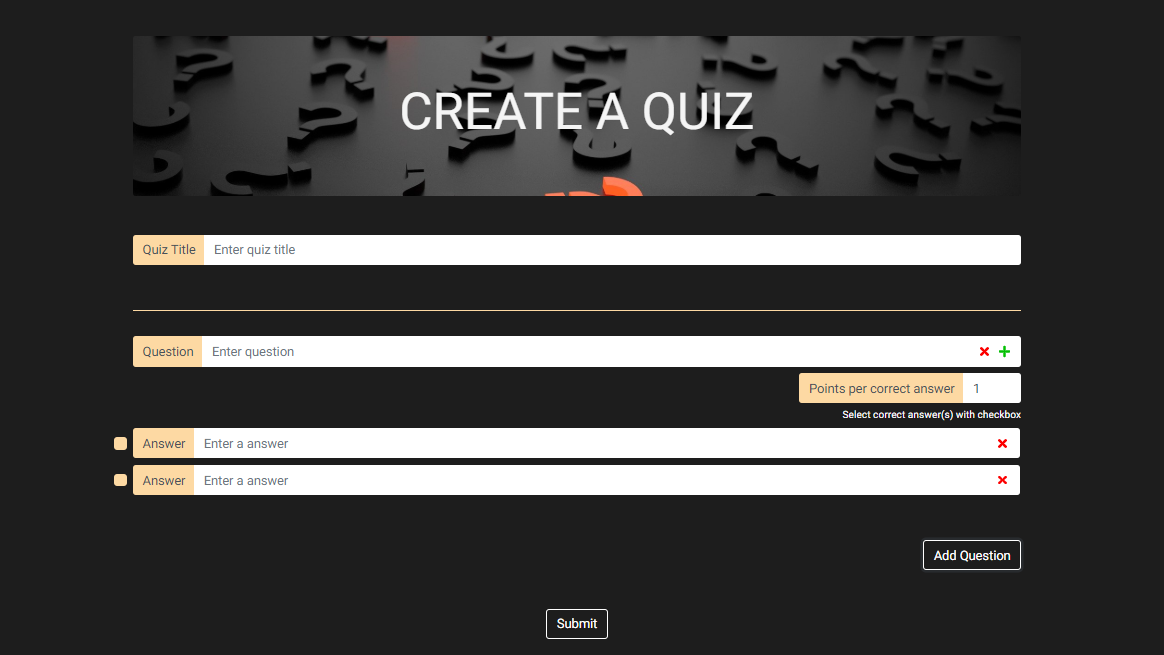 CREATE A QUIZ
Quiz Title Enter quiz title
Question Enter question
Points per correct answer 1
Select correct answer(s) with checkbox
Answer Enter a answer
Answer Enter a answer
Add Question
Submit